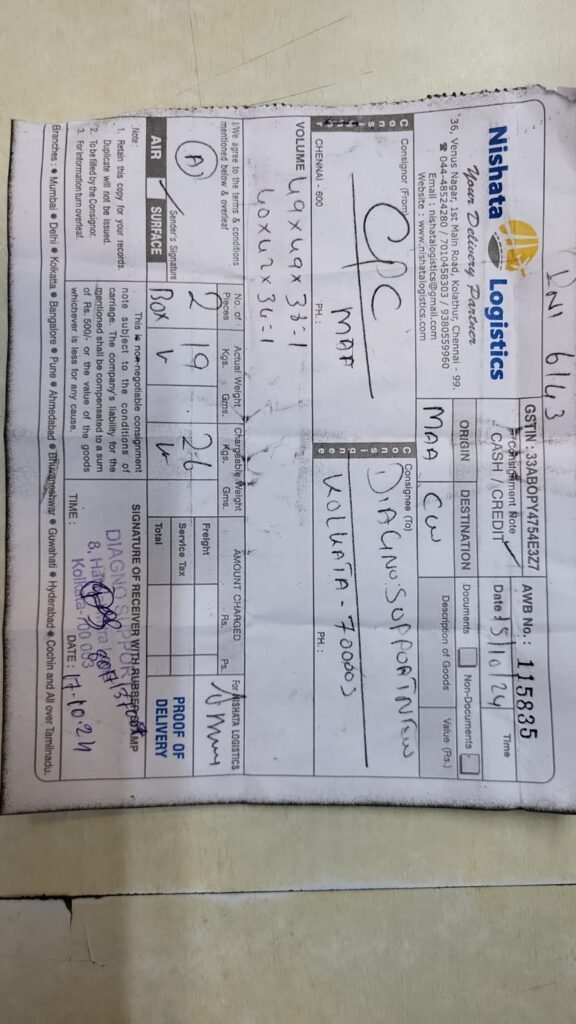 INI 6143
Nishata Logistics
Your Delivery Partner
'36, Venus Nagar, 1st Main Road, Kolathur, Chennai - 99.
☎ 044-48524280 / 7010458303 / 9380559960
Email : nishatalogistics@gmail.com
Website : www.nishatalogistics.com
GSTIN : 33ABOPY4754E3Z7
AWB No. : 115835
Consignment Note
CASH / CREDIT ✓
Date 15/10/24
Time
ORIGIN
DESTINATION
MAA
CCU
Documents
Non-Documents
Description of Goods
Value (Rs.)
Consignor
Consignor (From)
CPC
MAA
CHENNAI - 600
PH. :
Consignee
Consignee (To)
DIAGNO SUPPORT
KOLKATA - 700003
PH. :
VOLUME 49x49x38=1
40x42x34=1
I/We agree to the terms & conditions
mentioned below & overleaf
A
Sender's Signature
AIR ✓ SURFACE
No. of Pieces
Actual Weight
Kgs. Gms.
Chargeable Weight
Kgs. Gms.
AMOUNT CHARGED
Rs. Ps.
2
Box
19
26
Freight
Service Tax
Total
For NISHATA LOGISTICS
PROOF OF DELIVERY
Note :
1. Retain this copy for your records.
Duplicate will not be issued.
2. To be filled by the Consignor.
3. For information turn overleaf.
This is non-negotiable consignment
note subject to the conditions of
carriage. The company's liability for the
mentioned shall be compensated to a sum
of Rs. 500/- or the value of the goods
whichever is less for any cause.
SIGNATURE OF RECEIVER WITH RUBBER STAMP
DIAGNO SUPPORT
Kolkata-700 003
TIME :
DATE : 17-10-24
Branches : ● Mumbai ● Delhi ● Kolkatta ● Bangalore ● Pune ● Ahmedabad ● Bhuvaneshwar ● Guwahati ● Hyderabad ● Cochin and All over Tamilnadu.